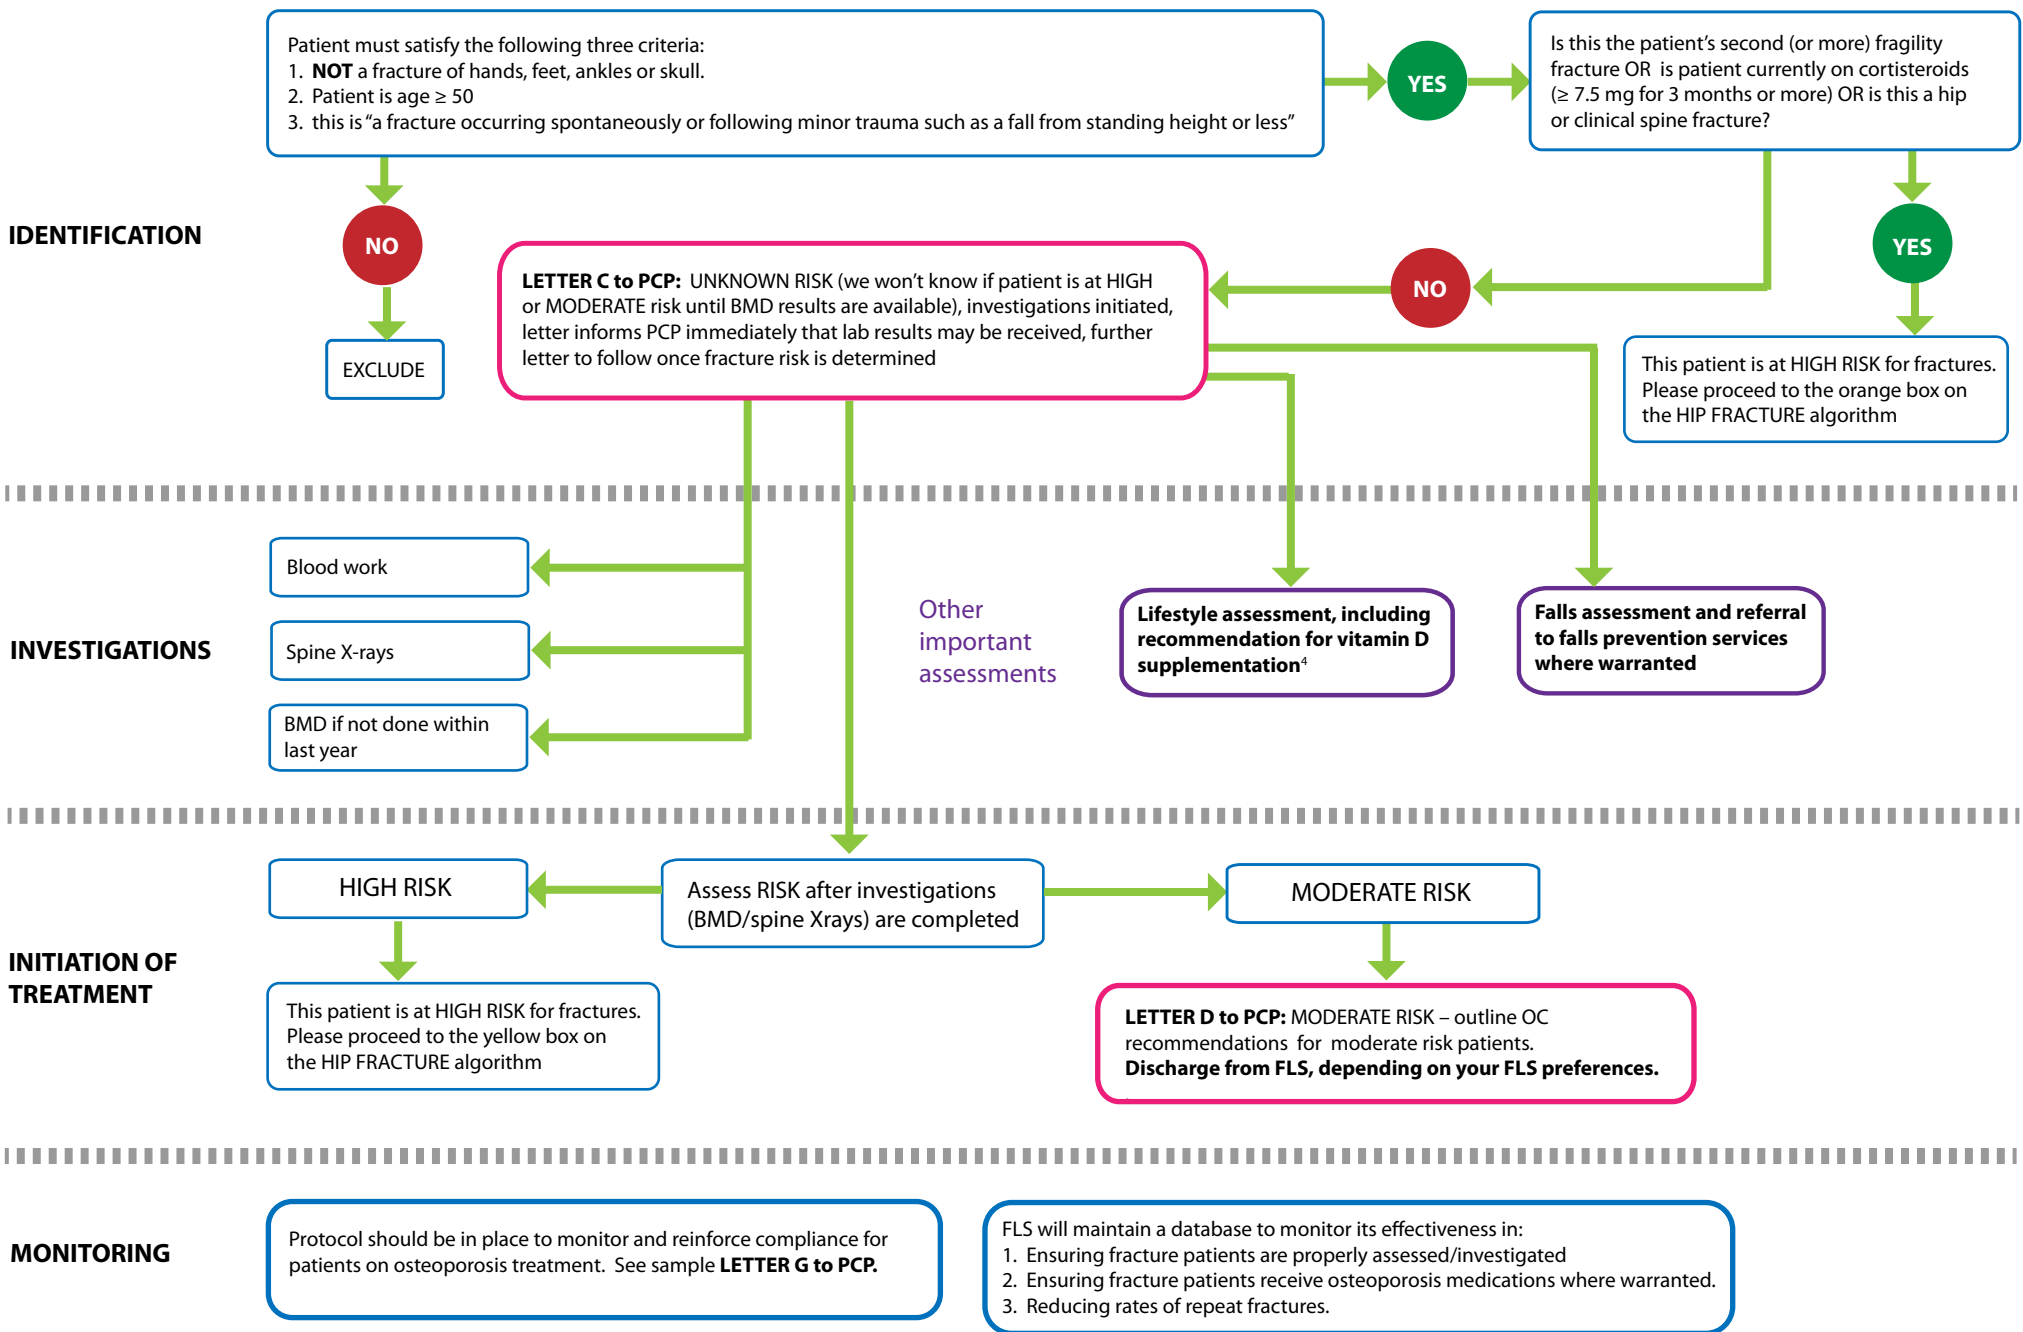 Patient must satisfy the following three criteria:
1. NOT a fracture of hands, feet, ankles or skull.
2. Patient is age ≥ 50
3. this is “a fracture occurring spontaneously or following minor trauma such as a fall from standing height or less”
YES
Is this the patient’s second (or more) fragility
fracture OR is patient currently on cortisteroids
(≥ 7.5 mg for 3 months or more) OR is this a hip
or clinical spine fracture?
IDENTIFICATION
NO
EXCLUDE
LETTER C to PCP: UNKNOWN RISK (we won’t know if patient is at HIGH
or MODERATE risk until BMD results are available), investigations initiated,
letter informs PCP immediately that lab results may be received, further
letter to follow once fracture risk is determined
NO
YES
This patient is at HIGH RISK for fractures.
Please proceed to the orange box on
the HIP FRACTURE algorithm
INVESTIGATIONS
Blood work
Spine X-rays
BMD if not done within
last year
Other
important
assessments
Lifestyle assessment, including
recommendation for vitamin D
supplementation⁴
Falls assessment and referral
to falls prevention services
where warranted
INITIATION OF
TREATMENT
HIGH RISK
Assess RISK after investigations
(BMD/spine Xrays) are completed
MODERATE RISK
This patient is at HIGH RISK for fractures.
Please proceed to the yellow box on
the HIP FRACTURE algorithm
LETTER D to PCP: MODERATE RISK – outline OC
recommendations for moderate risk patients.
Discharge from FLS, depending on your FLS preferences.
MONITORING
Protocol should be in place to monitor and reinforce compliance for
patients on osteoporosis treatment. See sample LETTER G to PCP.
FLS will maintain a database to monitor its effectiveness in:
1. Ensuring fracture patients are properly assessed/investigated
2. Ensuring fracture patients receive osteoporosis medications where warranted.
3. Reducing rates of repeat fractures.